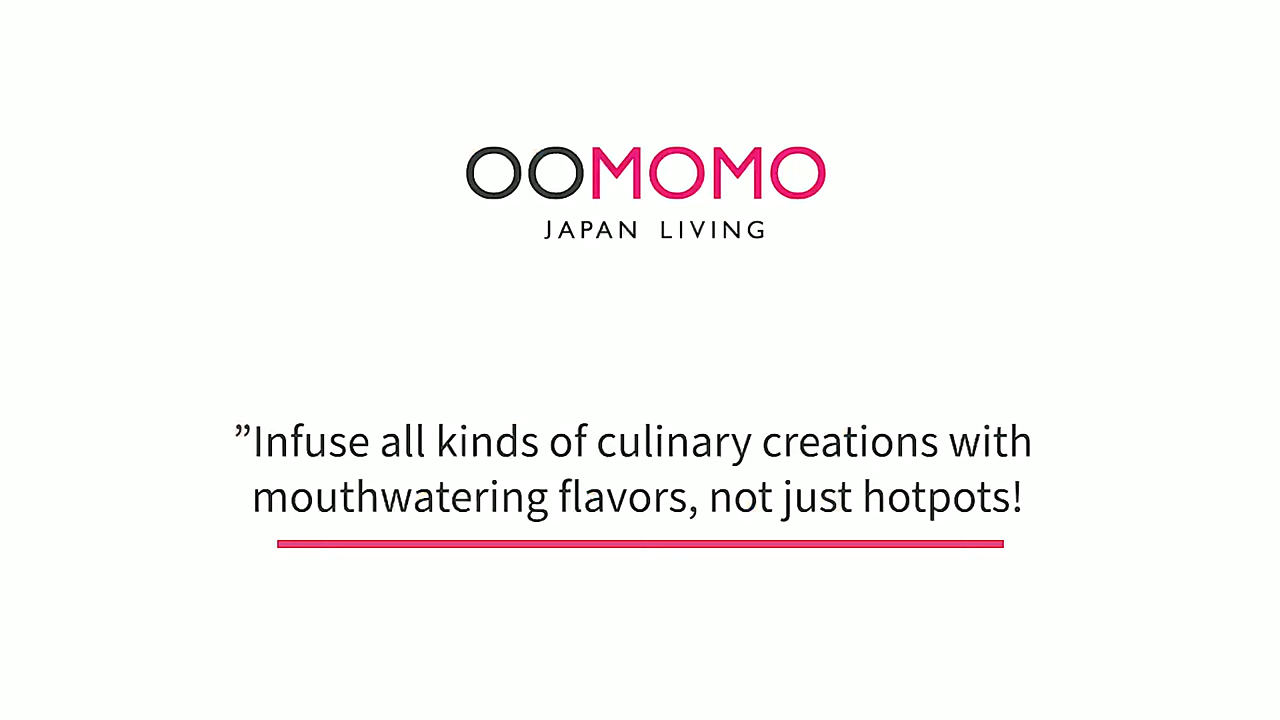 OOMOMO
JAPAN LIVING
”Infuse all kinds of culinary creations with
mouthwatering flavors, not just hotpots!